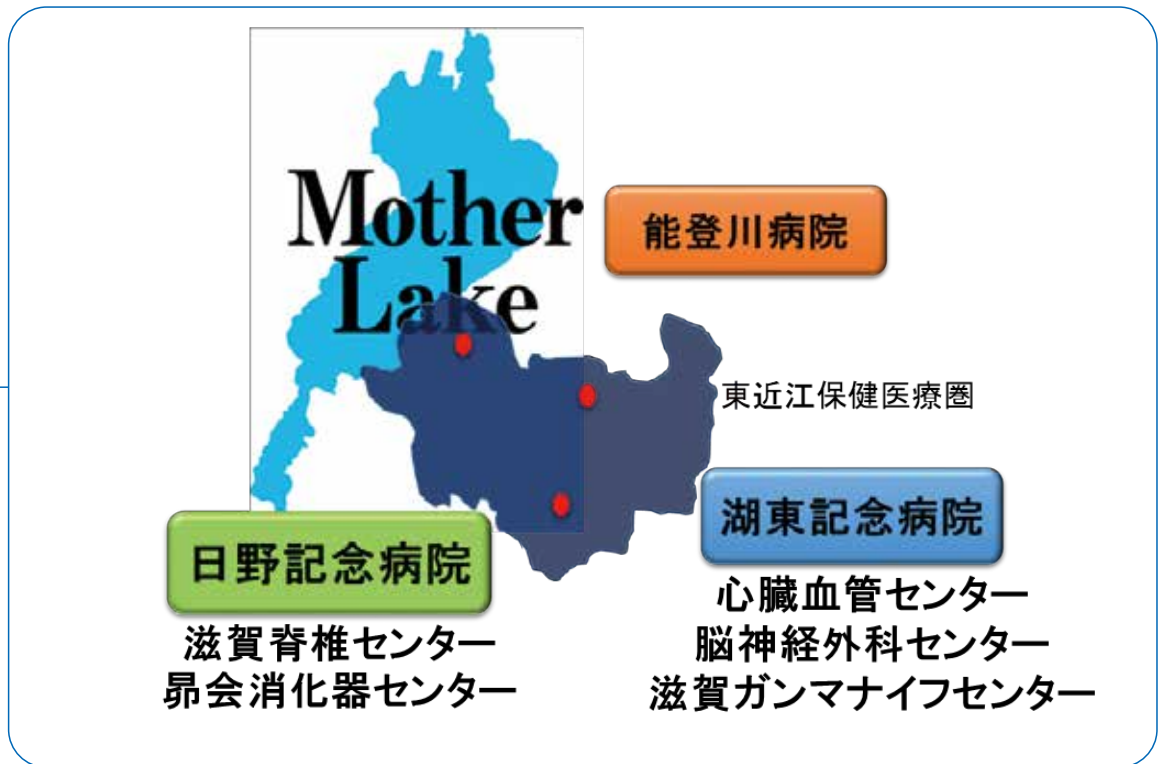 Mother
Lake
能登川病院
東近江保健医療圏
湖東記念病院
心臓血管センター
脳神経外科センター
滋賀ガンマナイフセンター
日野記念病院
滋賀脊椎センター
昴会消化器センター